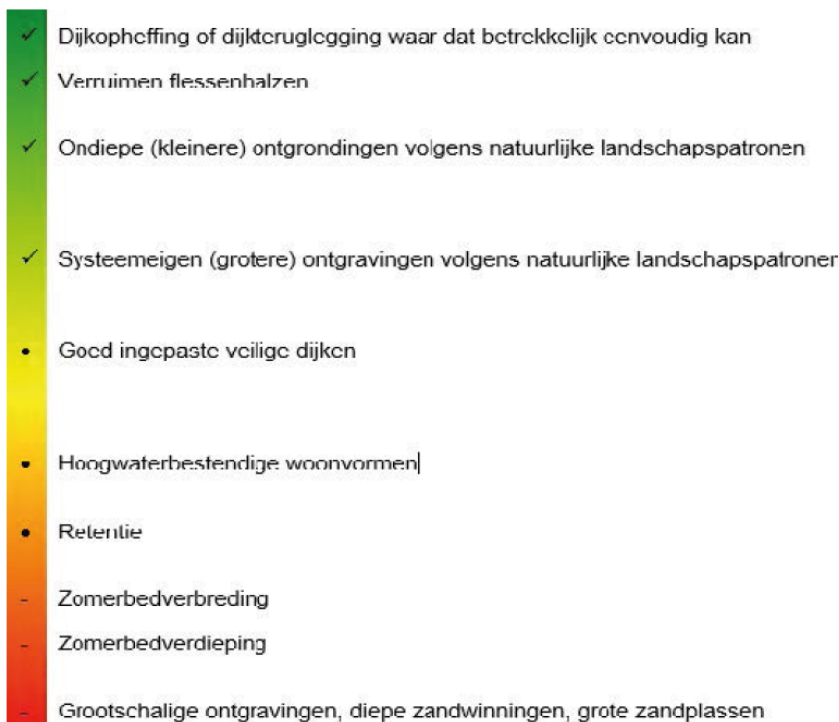 ✓ Dijkopheffing of dijkteruglegging waar dat betrekkelijk eenvoudig kan
✓ Verruimen flessenhalzen
✓ Ondiepe (kleinere) ontgrondingen volgens natuurlijke landschapspatronen
✓ Systeemeigen (grotere) ontgravingen volgens natuurlijke landschapspatronen
• Goed ingepaste veilige dijken
• Hoogwaterbestendige woonvormen
• Retentie
- Zomerbedverbreding
- Zomerbedverdieping
- Grootschalige ontgravingen, diepe zandwinningen, grote zandplassen